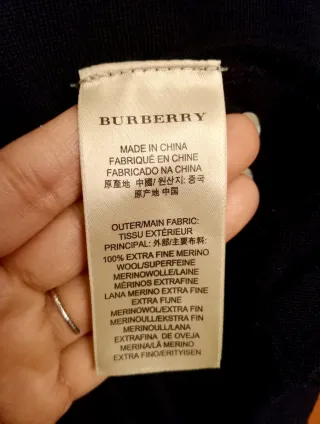 BURBERRY
MADE IN CHINA
FABRIQUÉ EN CHINE
FABRICADO NA CHINA
原產地 中國/ 원산지: 중국
原产地 中国
OUTER/MAIN FABRIC:
TISSU EXTÉRIEUR
PRINCIPAL: 外部/主要布料:
100% EXTRA FINE MERINO
WOOL/SUPERFEINE
MERINOWOLLE/LAINE
MÉRINOS EXTRAFINE
LANA MERINO EXTRA FINE
EXTRA FIJNE
MERINOWOL/EXTRA FIN
MERINOULL/EKSTRA FIN
MERINOULL/LANA
EXTRAFINA DE OVEJA
MERINA/LÃ MERINO
EXTRA FINO/ERITYISEN